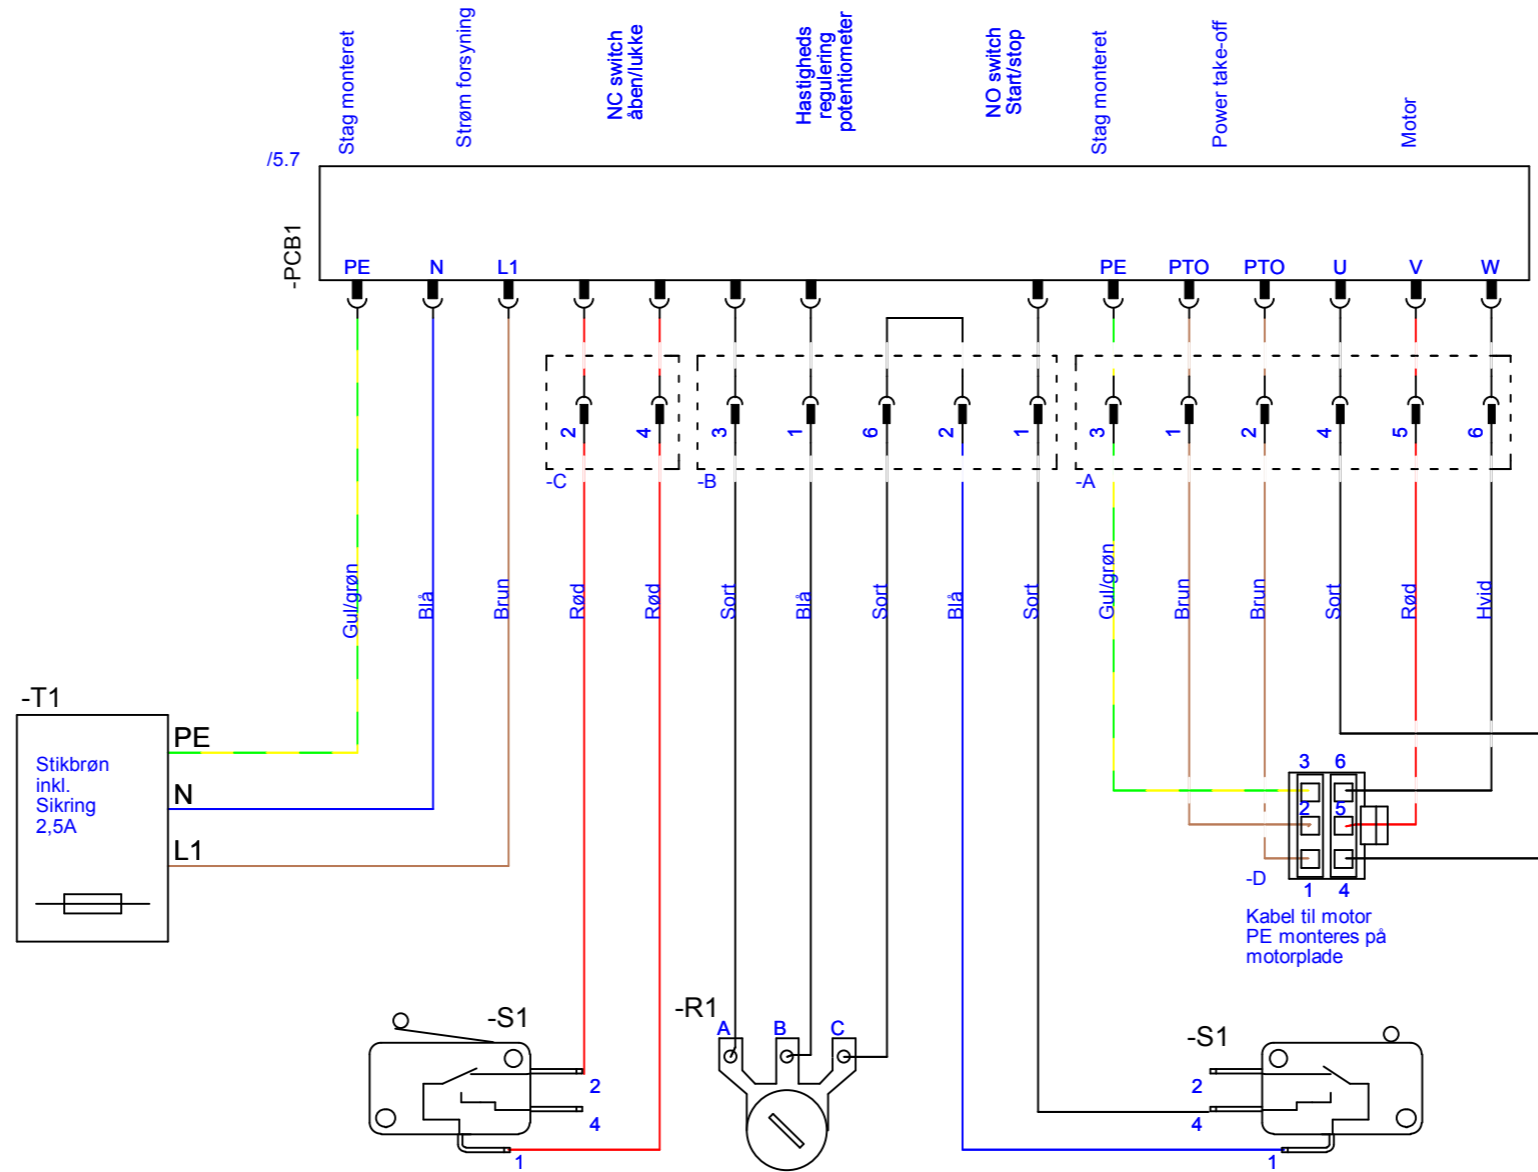 Stag monteret
Strøm forsyning
NC switch
åben/lukke
Hastigheds
regulering
potentiometer
NO switch
Start/stop
Stag monteret
Power take-off
Motor
/5.7
-PCB1
PE N L1 PE PTO PTO U V W
2 4 3 1 6 2 1 3 1 2 4 5 6
-C -B -A
Gul/grøn Blå Brun Rød Rød Sort Blå Sort Blå Sort Gul/grøn Brun Brun Sort Rød Hvid
-T1
PE
Stikbrøn
inkl.
Sikring
2,5A
N
L1
3 6
2 5
-D
1 4
Kabel til motor
PE monteres på
motorplade
-S1
2
4
1
-R1
A B C
-S1
2
4
1